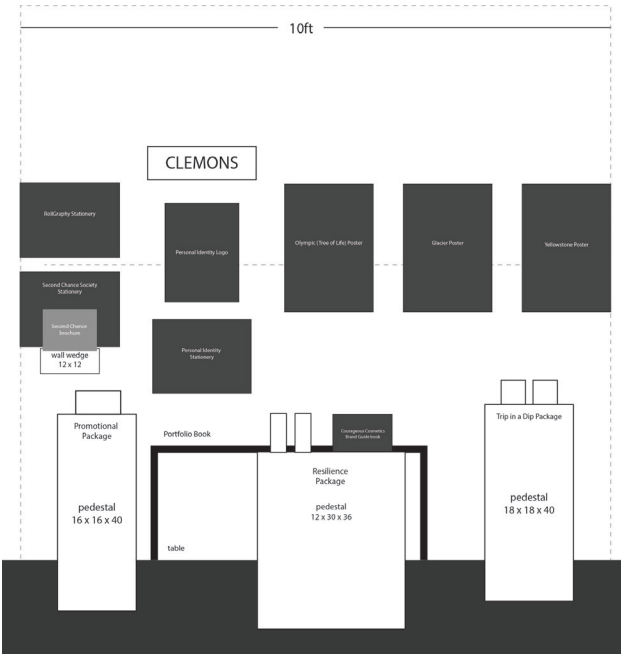 10ft
CLEMONS
RollGraphy Stationery
Personal Identity Logo
Olympic (Tree of Life) Poster
Glacier Poster
Yellowstone Poster
Second Chance Society
Stationery
Second Chance
brochure
wall wedge
12 x 12
Personal Identity
Stationery
Promotional
Package
pedestal
16 x 16 x 40
Portfolio Book
table
Courageous Cosmetics
Brand Guide book
Resilience
Package
pedestal
12 x 30 x 36
Trip in a Dip Package
pedestal
18 x 18 x 40